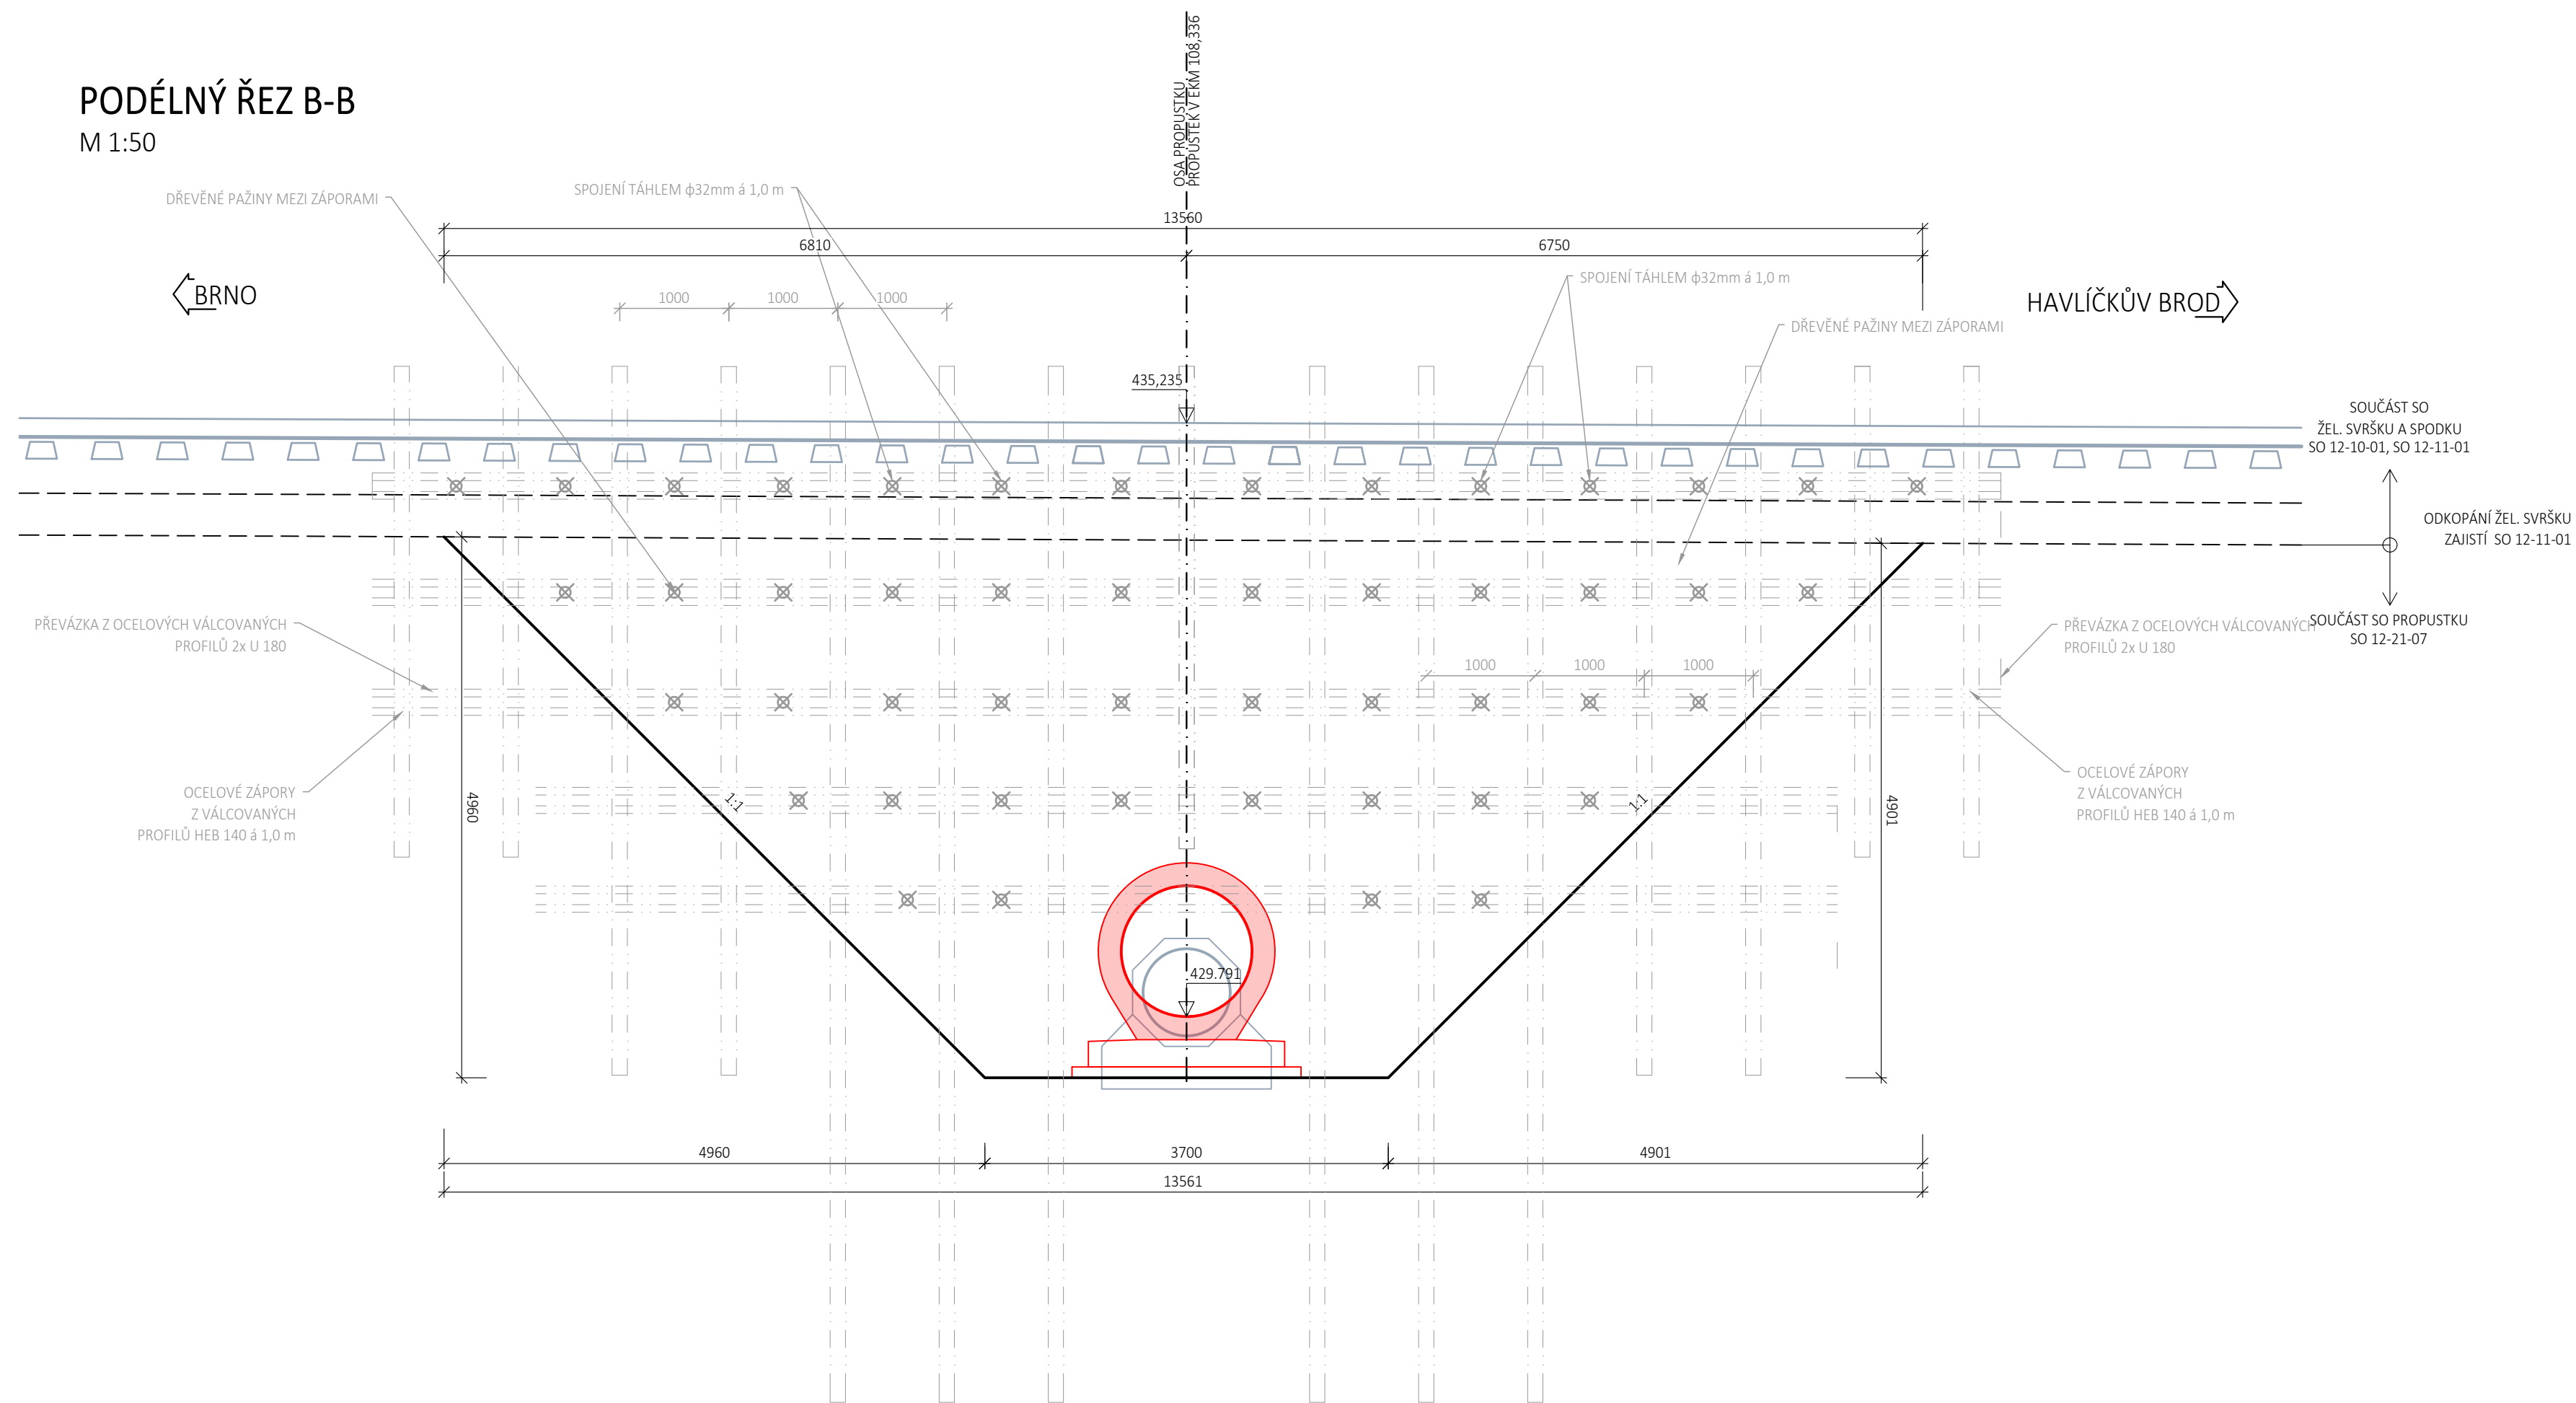 PODÉLNÝ ŘEZ B-B
M 1:50
OSA PROPUSTKU
PROPUSTEK V EKM 108,336
DŘEVĚNÉ PAŽINY MEZI ZÁPORAMI
SPOJENÍ TÁHLEM ϕ32mm á 1,0 m
13560
6810
6750
BRNO
1000
1000
1000
SPOJENÍ TÁHLEM ϕ32mm á 1,0 m
HAVLÍČKŮV BROD
DŘEVĚNÉ PAŽINY MEZI ZÁPORAMI
435,235
SOUČÁST SO
ŽEL. SVRŠKU A SPODKU
SO 12-10-01, SO 12-11-01
ODKOPÁNÍ ŽEL. SVRŠKU
ZAJISTÍ SO 12-11-01
SOUČÁST SO PROPUSTKU
SO 12-21-07
PŘEVÁZKA Z OCELOVÝCH VÁLCOVANÝCH
PROFILŮ 2x U 180
PŘEVÁZKA Z OCELOVÝCH VÁLCOVANÝCH
PROFILŮ 2x U 180
1000
1000
1000
OCELOVÉ ZÁPORY
Z VÁLCOVANÝCH
PROFILŮ HEB 140 á 1,0 m
4960
1:1
1:1
4901
OCELOVÉ ZÁPORY
Z VÁLCOVANÝCH
PROFILŮ HEB 140 á 1,0 m
429.791
4960
3700
4901
13561